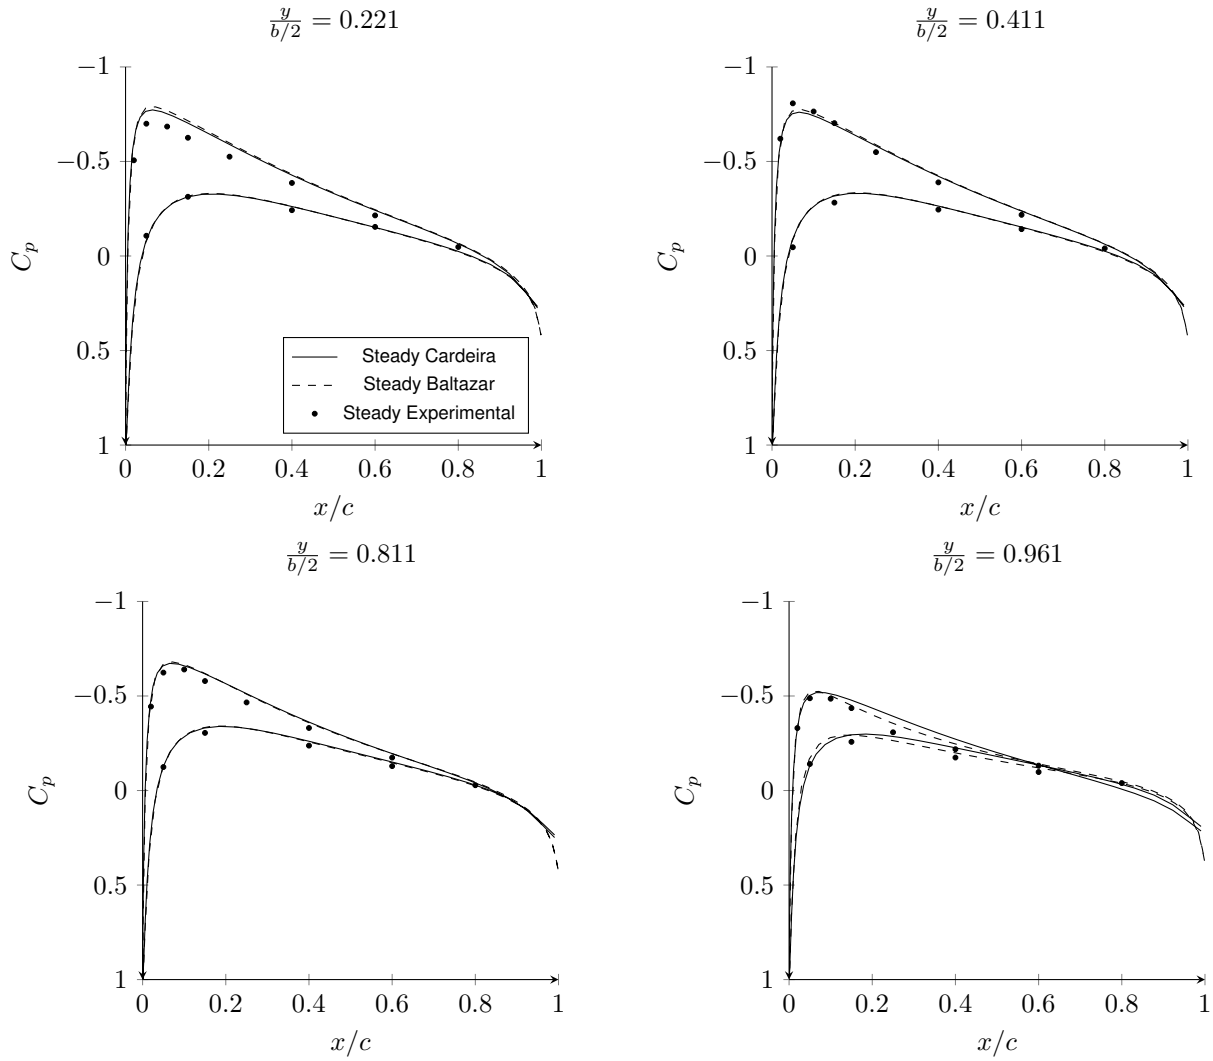 y/(b/2) = 0.221
−1
−0.5
0
0.5
1
C_p
0 0.2 0.4 0.6 0.8 1
x/c
Steady Cardeira
Steady Baltazar
Steady Experimental
y/(b/2) = 0.411
−1
−0.5
0
0.5
1
C_p
0 0.2 0.4 0.6 0.8 1
x/c
y/(b/2) = 0.811
−1
−0.5
0
0.5
1
C_p
0 0.2 0.4 0.6 0.8 1
x/c
y/(b/2) = 0.961
−1
−0.5
0
0.5
1
C_p
0 0.2 0.4 0.6 0.8 1
x/c